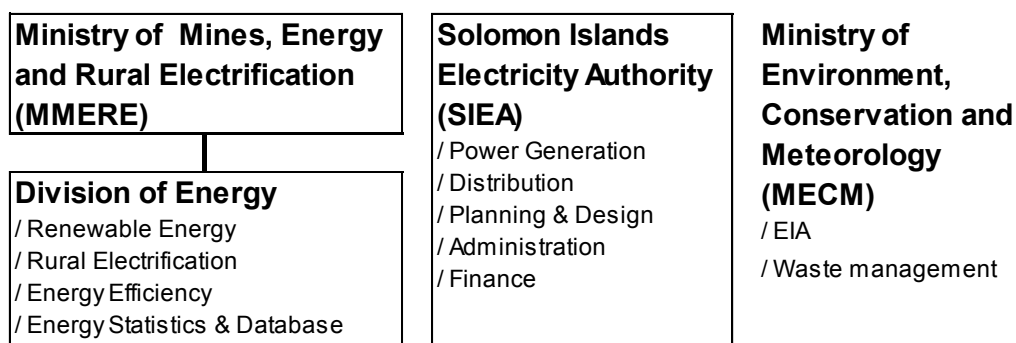 Ministry of Mines, Energy
and Rural Electrification
(MMERE)
Division of Energy
/ Renewable Energy
/ Rural Electrification
/ Energy Efficiency
/ Energy Statistics & Database
Solomon Islands
Electricity Authority
(SIEA)
/ Power Generation
/ Distribution
/ Planning & Design
/ Administration
/ Finance
Ministry of
Environment,
Conservation and
Meteorology
(MECM)
/ EIA
/ Waste management